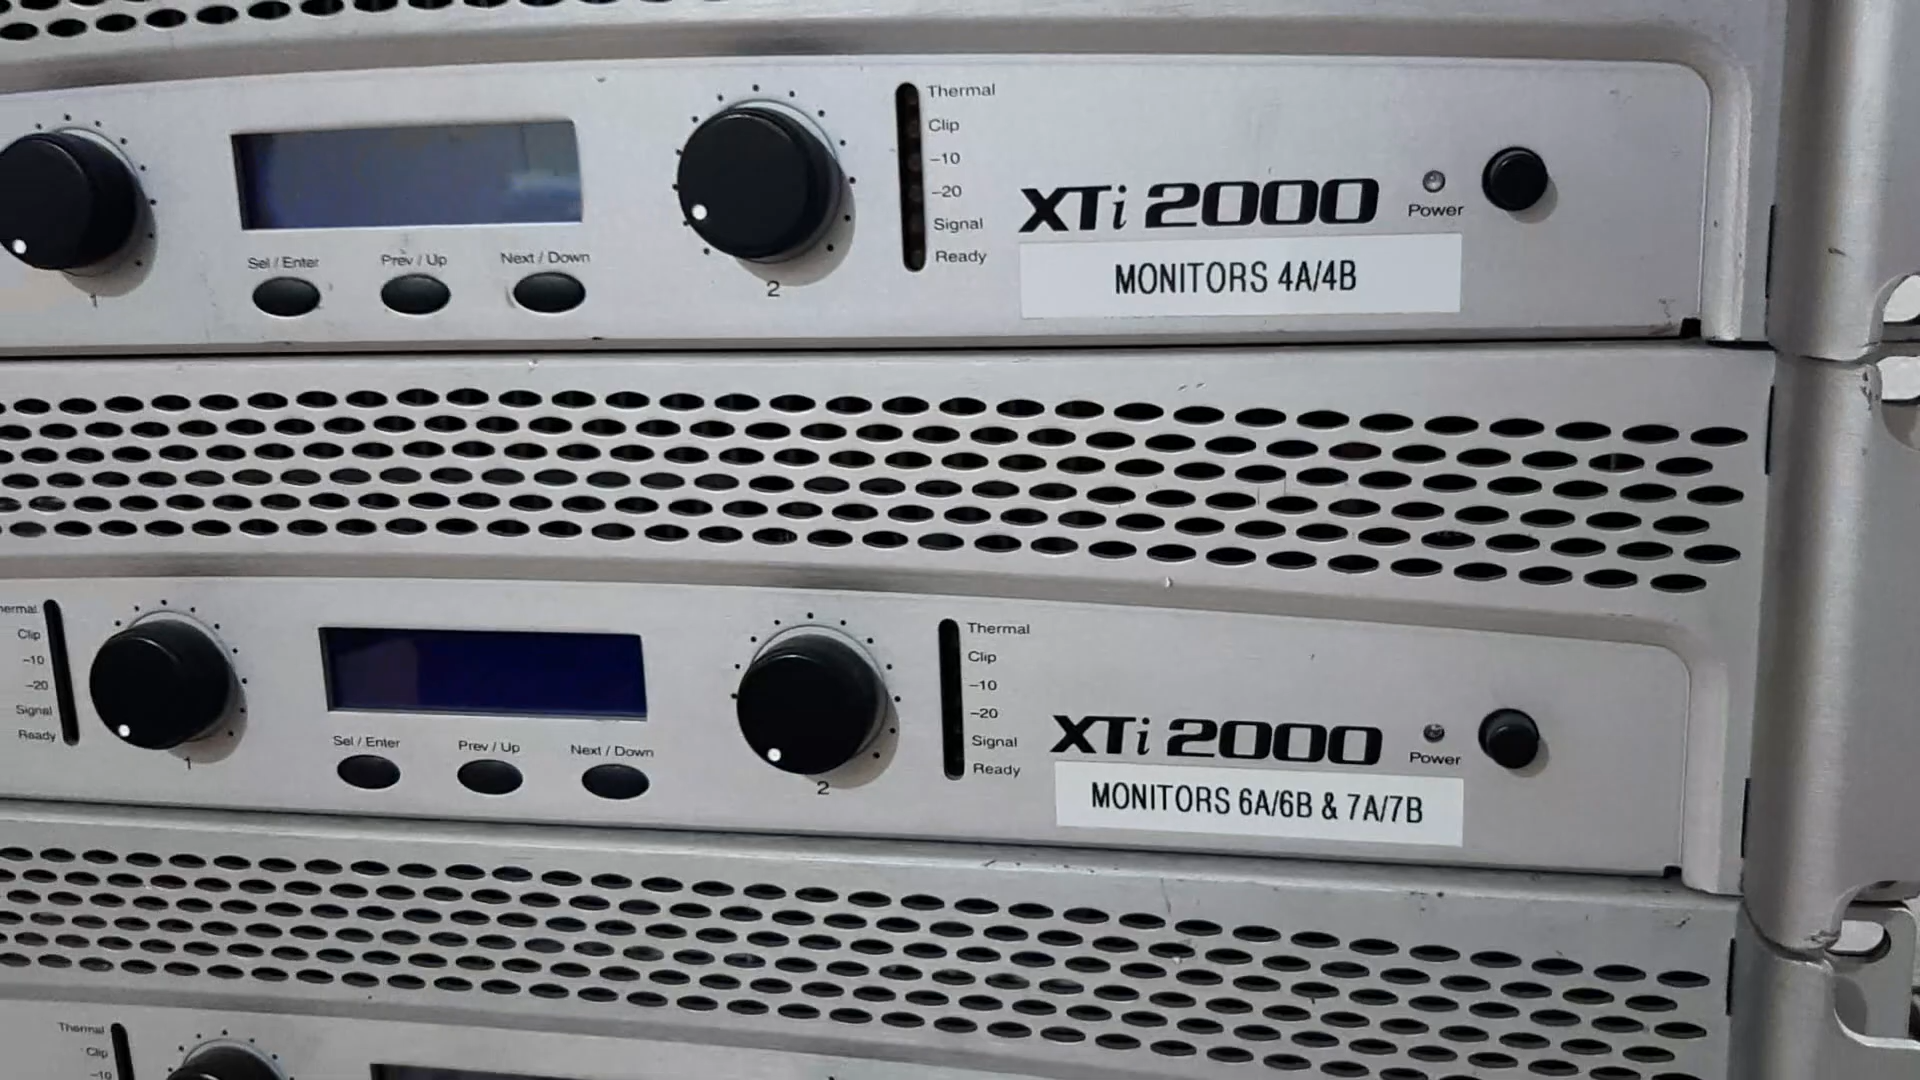 Thermal
Clip
-10
-20
Signal
Ready
XTi 2000
Power
MONITORS 4A/4B
Sel / Enter
Prev / Up
Next / Down
1
2
Thermal
Clip
-10
-20
Signal
Ready
1
Sel / Enter
Prev / Up
Next / Down
2
Thermal
Clip
-10
-20
Signal
Ready
XTi 2000
Power
MONITORS 6A/6B & 7A/7B
Thermal
Clip
-10